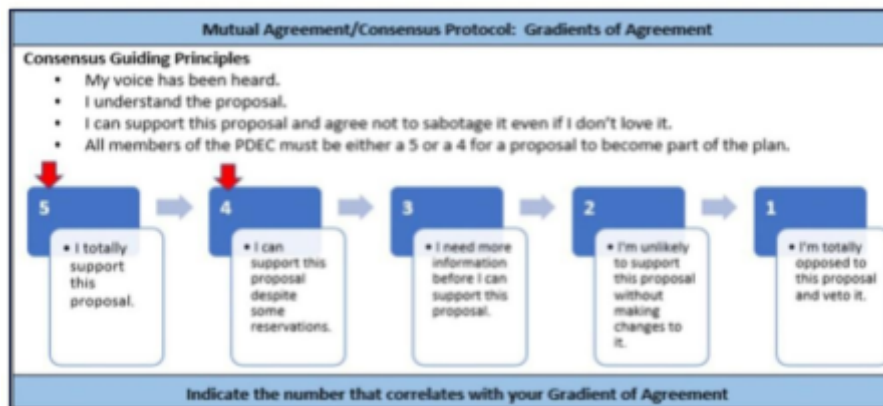 Mutual Agreement/Consensus Protocol: Gradients of Agreement
Consensus Guiding Principles
• My voice has been heard.
• I understand the proposal.
• I can support this proposal and agree not to sabotage it even if I don't love it.
• All members of the PDEC must be either a 5 or a 4 for a proposal to become part of the plan.
5
• I totally
support
this
proposal.
4
• I can
support this
proposal
despite
some
reservations.
3
• I need more
information
before I can
support this
proposal.
2
• I'm unlikely
to support
this proposal
without
making
changes to
it.
1
• I'm totally
opposed to
this proposal
and veto it.
Indicate the number that correlates with your Gradient of Agreement